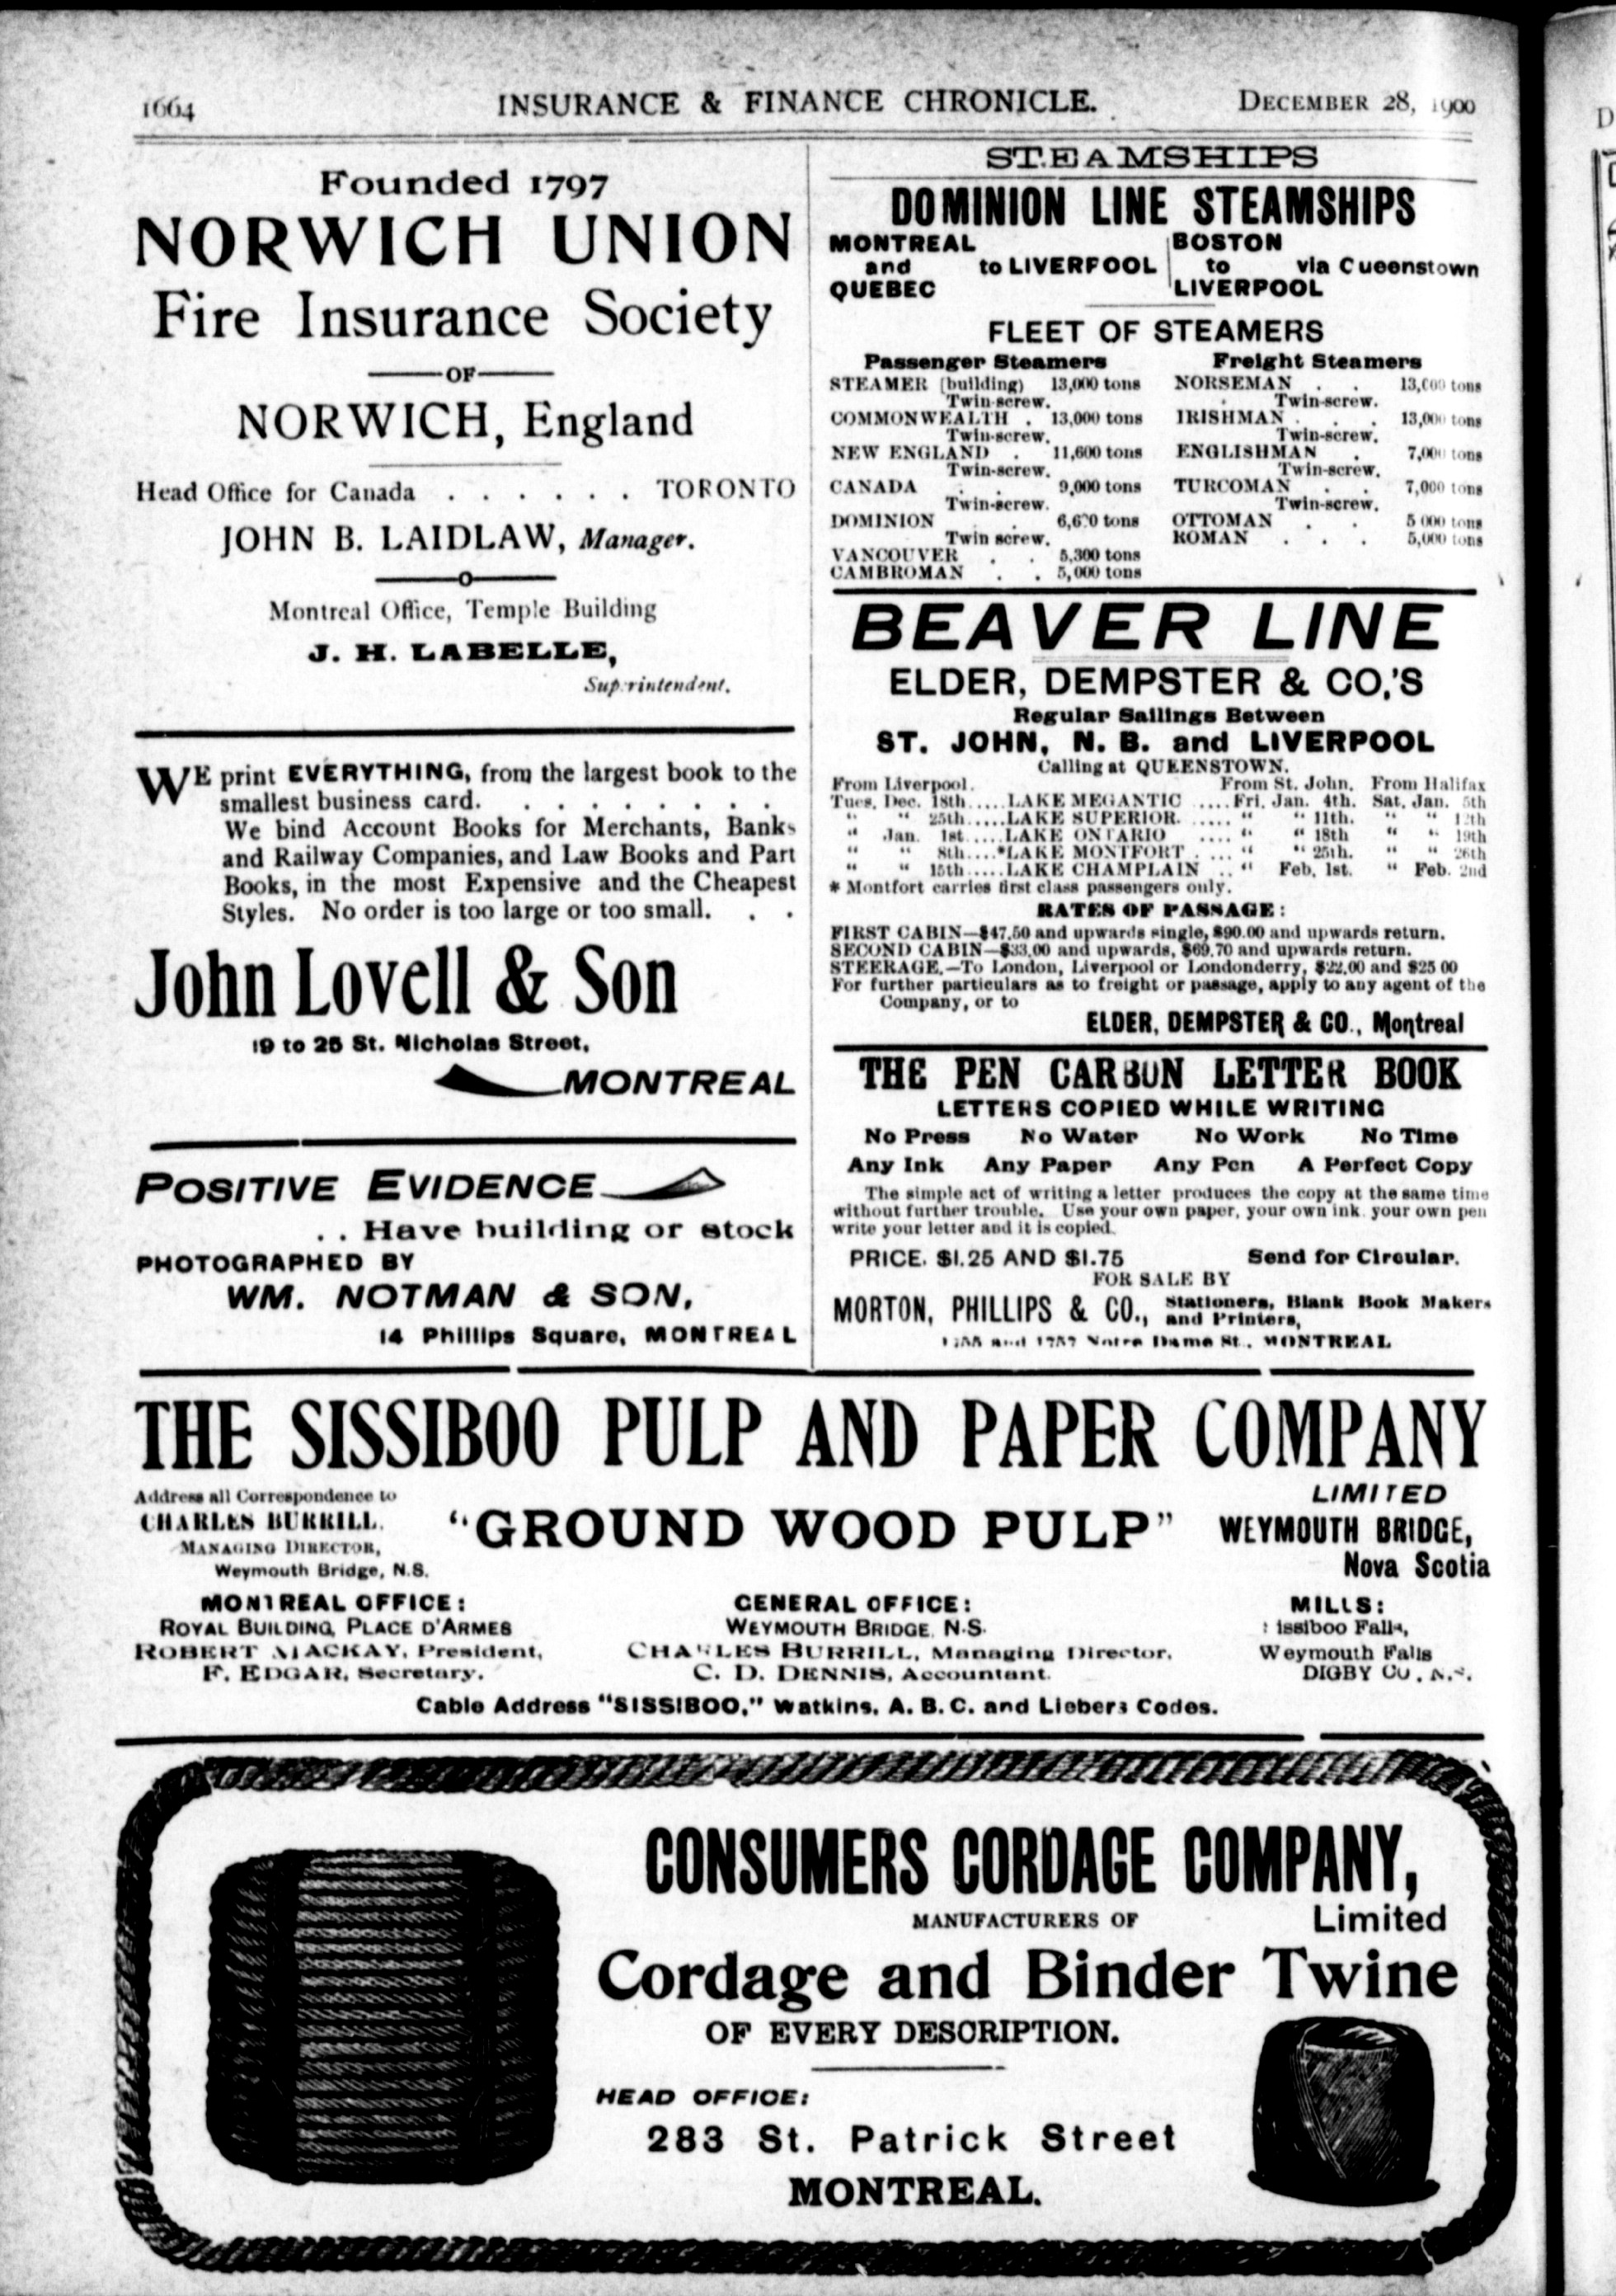 1664 INSURANCE & FINANCE CHRONICLE. DECEMBER 28, 1900
Founded 1797
NORWICH UNION
Fire Insurance Society
OF
NORWICH, England
Head Office for Canada . . . . . . TORONTO
JOHN B. LAIDLAW, Manager.
Montreal Office, Temple Building
J. H. LABELLE,
Superintendent.
WE print EVERYTHING, from the largest book to the
smallest business card. . . . . . . . .
We bind Account Books for Merchants, Banks
and Railway Companies, and Law Books and Part
Books, in the most Expensive and the Cheapest
Styles. No order is too large or too small. . .
John Lovell & Son
19 to 25 St. Nicholas Street,
MONTREAL
POSITIVE EVIDENCE
. . Have building or stock
PHOTOGRAPHED BY
WM. NOTMAN & SON,
14 Phillips Square, MONTREAL
STEAMSHIPS
DOMINION LINE STEAMSHIPS
MONTREAL and QUEBEC to LIVERPOOL
BOSTON to LIVERPOOL via Cueenstown
FLEET OF STEAMERS
Passenger Steamers
STEAMER (building) 13,000 tons
Twin-screw.
COMMONWEALTH . 13,000 tons
Twin-screw.
NEW ENGLAND . 11,600 tons
Twin-screw.
CANADA . . 9,000 tons
Twin-screw.
DOMINION . 6,620 tons
Twin screw.
VANCOUVER . . 5,300 tons
CAMBROMAN . . 5,000 tons
Freight Steamers
NORSEMAN . . 13,000 tons
Twin-screw.
IRISHMAN . . . 13,000 tons
Twin-screw.
ENGLISHMAN . 7,000 tons
Twin-screw.
TURCOMAN . . 7,000 tons
Twin-screw.
OTTOMAN . . 5 000 tons
ROMAN . . . 5,000 tons
BEAVER LINE
ELDER, DEMPSTER & CO,'S
Regular Sailings Between
ST. JOHN, N. B. and LIVERPOOL
Calling at QUEENSTOWN.
From Liverpool. From St. John. From Halifax
Tues. Dec. 18th.....LAKE MEGANTIC ....Fri. Jan. 4th. Sat. Jan. 5th
" " 25th.....LAKE SUPERIOR. ..... " " 11th. " " 12th
" Jan. 1st.....LAKE ONTARIO .... " " 18th " " 19th
" " 8th....*LAKE MONTFORT . ... " " 25th. " " 26th
" " 15th.....LAKE CHAMPLAIN .. " Feb. 1st. " Feb. 2nd
* Montfort carries first class passengers only.
RATES OF PASSAGE:
FIRST CABIN—$47.50 and upwards single, $90.00 and upwards return.
SECOND CABIN—$33.00 and upwards, $69.70 and upwards return.
STEERAGE.—To London, Liverpool or Londonderry, $22.00 and $25 00
For further particulars as to freight or passage, apply to any agent of the
Company, or to
ELDER, DEMPSTER & CO., Montreal
THE PEN CARBON LETTER BOOK
LETTERS COPIED WHILE WRITING
No Press No Water No Work No Time
Any Ink Any Paper Any Pen A Perfect Copy
The simple act of writing a letter produces the copy at the same time
without further trouble. Use your own paper, your own ink. your own pen
write your letter and it is copied.
PRICE. $1.25 AND $1.75 Send for Circular.
FOR SALE BY
MORTON, PHILLIPS & CO., Stationers, Blank Book Makers
and Printers,
1755 and 1757 Notre Dame St., MONTREAL
THE SISSIBOO PULP AND PAPER COMPANY
LIMITED
Address all Correspondence to
CHARLES BURRILL,
MANAGING DIRECTOR,
Weymouth Bridge, N.S.
"GROUND WOOD PULP"
WEYMOUTH BRIDGE,
Nova Scotia
MONTREAL OFFICE:
ROYAL BUILDING, PLACE D'ARMES
ROBERT MACKAY, President,
F. EDGAR, Secretary.
GENERAL OFFICE:
WEYMOUTH BRIDGE, N.S.
CHARLES BURRILL, Managing Director.
C. D. DENNIS, Accountant.
MILLS:
Sissiboo Falls,
Weymouth Falls
DIGBY CO., N.S.
Cable Address "SISSIBOO," Watkins, A. B. C. and Liebers Codes.
CONSUMERS CORDAGE COMPANY,
Limited
MANUFACTURERS OF
Cordage and Binder Twine
OF EVERY DESCRIPTION.
HEAD OFFICE:
283 St. Patrick Street
MONTREAL.